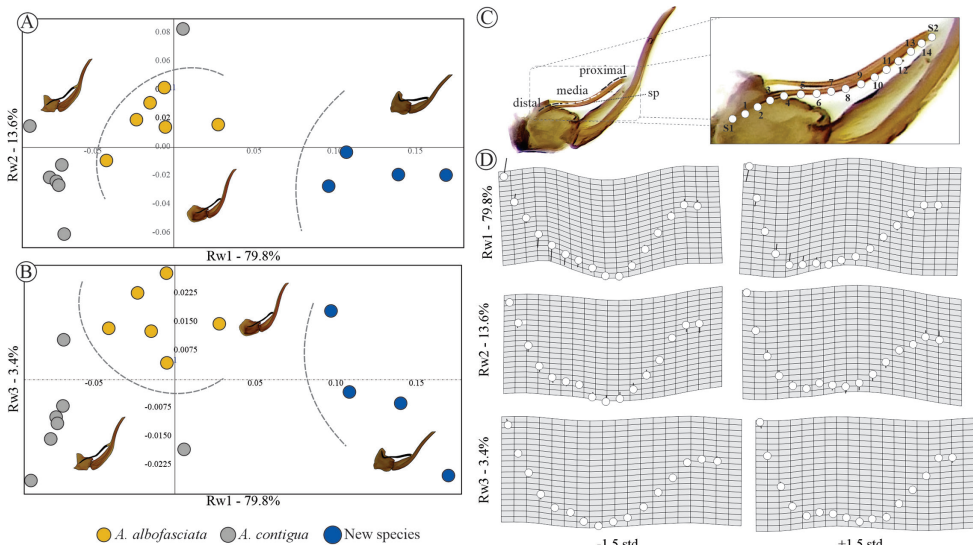 A
Rw2 - 13.6%
0.08
0.06
0.04
0.02
0.00
-0.05
0.05
0.10
0.15
-0.02
-0.04
-0.06
Rw1 - 79.8%
B
Rw3 - 3.4%
0.0225
0.0150
0.0075
-0.05
0.05
0.10
0.15
-0.0075
-0.0150
-0.0225
Rw1 - 79.8%
A. albofasciata
A. contigua
New species
C
proximal
media
distal
sp
S2
13
14
11
12
9
10
7
8
6
4
3
1
2
S1
D
Rw1 - 79.8%
Rw2 - 13.6%
Rw3 - 3.4%
-1.5 std
+1.5 std